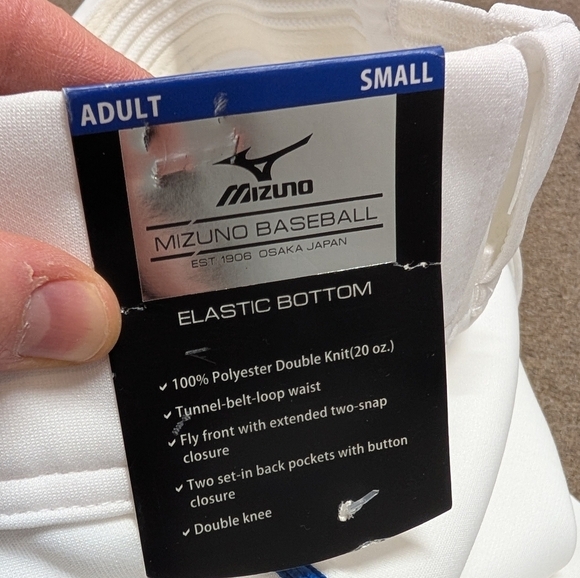 ADULT SMALL
MIZUNO
MIZUNO BASEBALL
EST. 1906 OSAKA JAPAN
ELASTIC BOTTOM
✓ 100% Polyester Double Knit(20 oz.)
✓ Tunnel-belt-loop waist
✓ Fly front with extended two-snap
closure
✓ Two set-in back pockets with button
closure
✓ Double knee